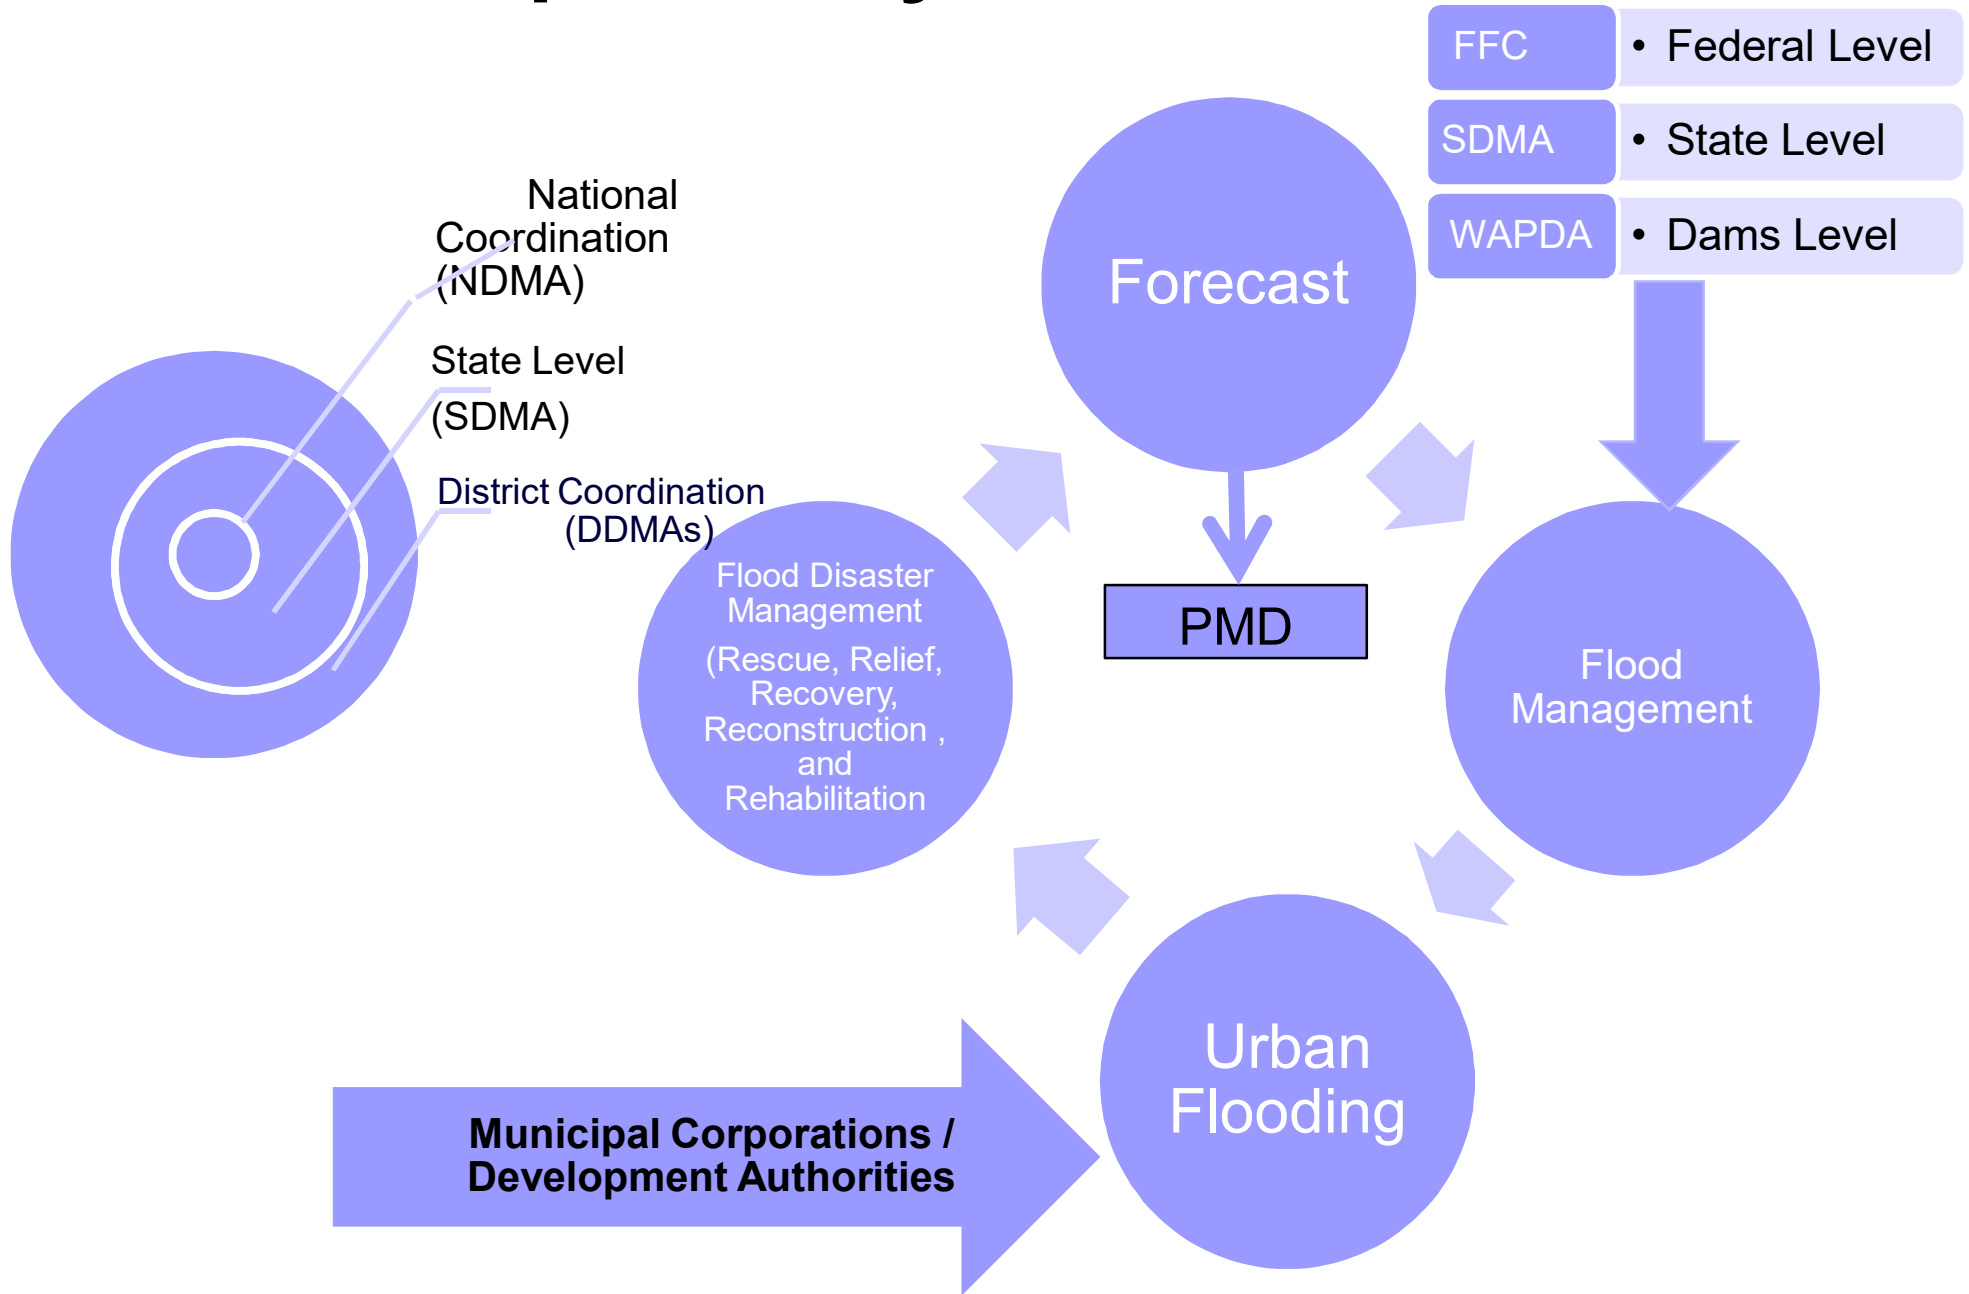 FFC
• Federal Level
SDMA
• State Level
WAPDA
• Dams Level
National
Coordination
(NDMA)
State Level
(SDMA)
District Coordination
(DDMAs)
Forecast
PMD
Flood Disaster
Management
(Rescue, Relief,
Recovery,
Reconstruction ,
and
Rehabilitation
Flood
Management
Urban
Flooding
Municipal Corporations /
Development Authorities